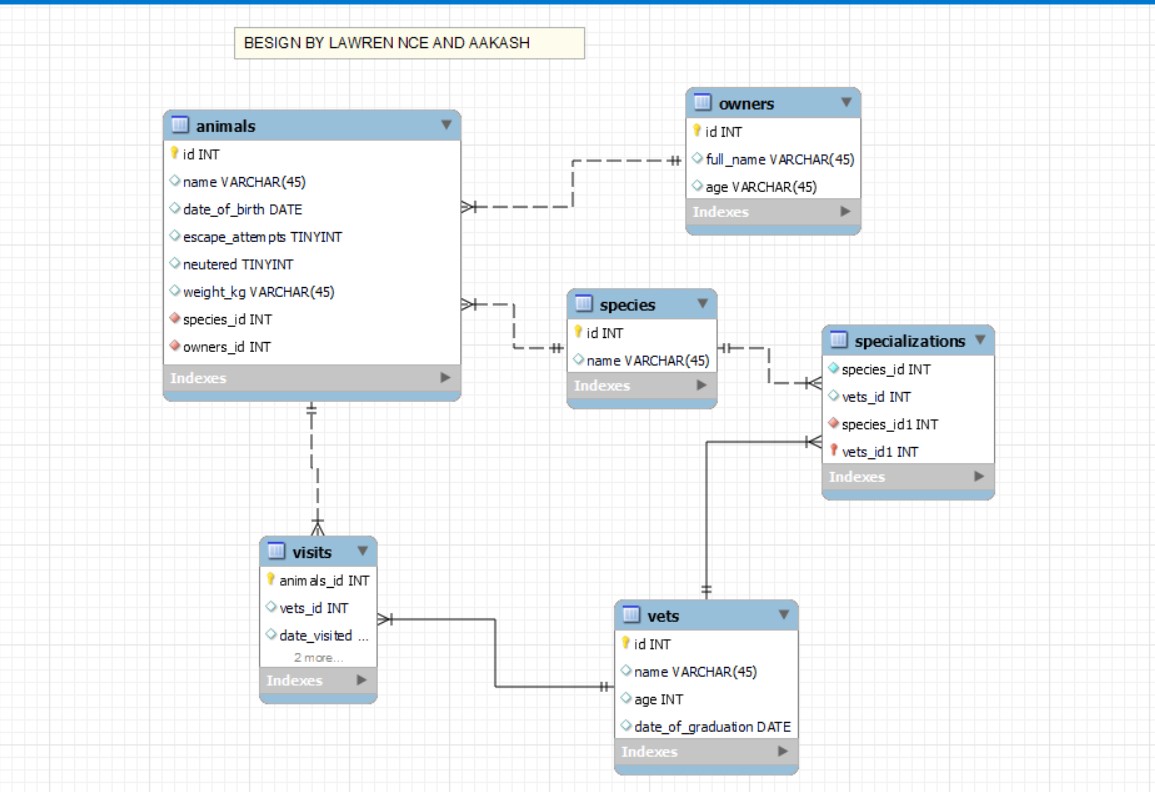 BESIGN BY LAWREN NCE AND AAKASH
animals
id INT
name VARCHAR(45)
date_of_birth DATE
escape_attempts TINYINT
neutered TINYINT
weight_kg VARCHAR(45)
species_id INT
owners_id INT
Indexes
owners
id INT
full_name VARCHAR(45)
age VARCHAR(45)
Indexes
species
id INT
name VARCHAR(45)
Indexes
specializations
species_id INT
vets_id INT
species_id1 INT
vets_id1 INT
Indexes
visits
animals_id INT
vets_id INT
date_visited ...
2 more...
Indexes
vets
id INT
name VARCHAR(45)
age INT
date_of_graduation DATE
Indexes